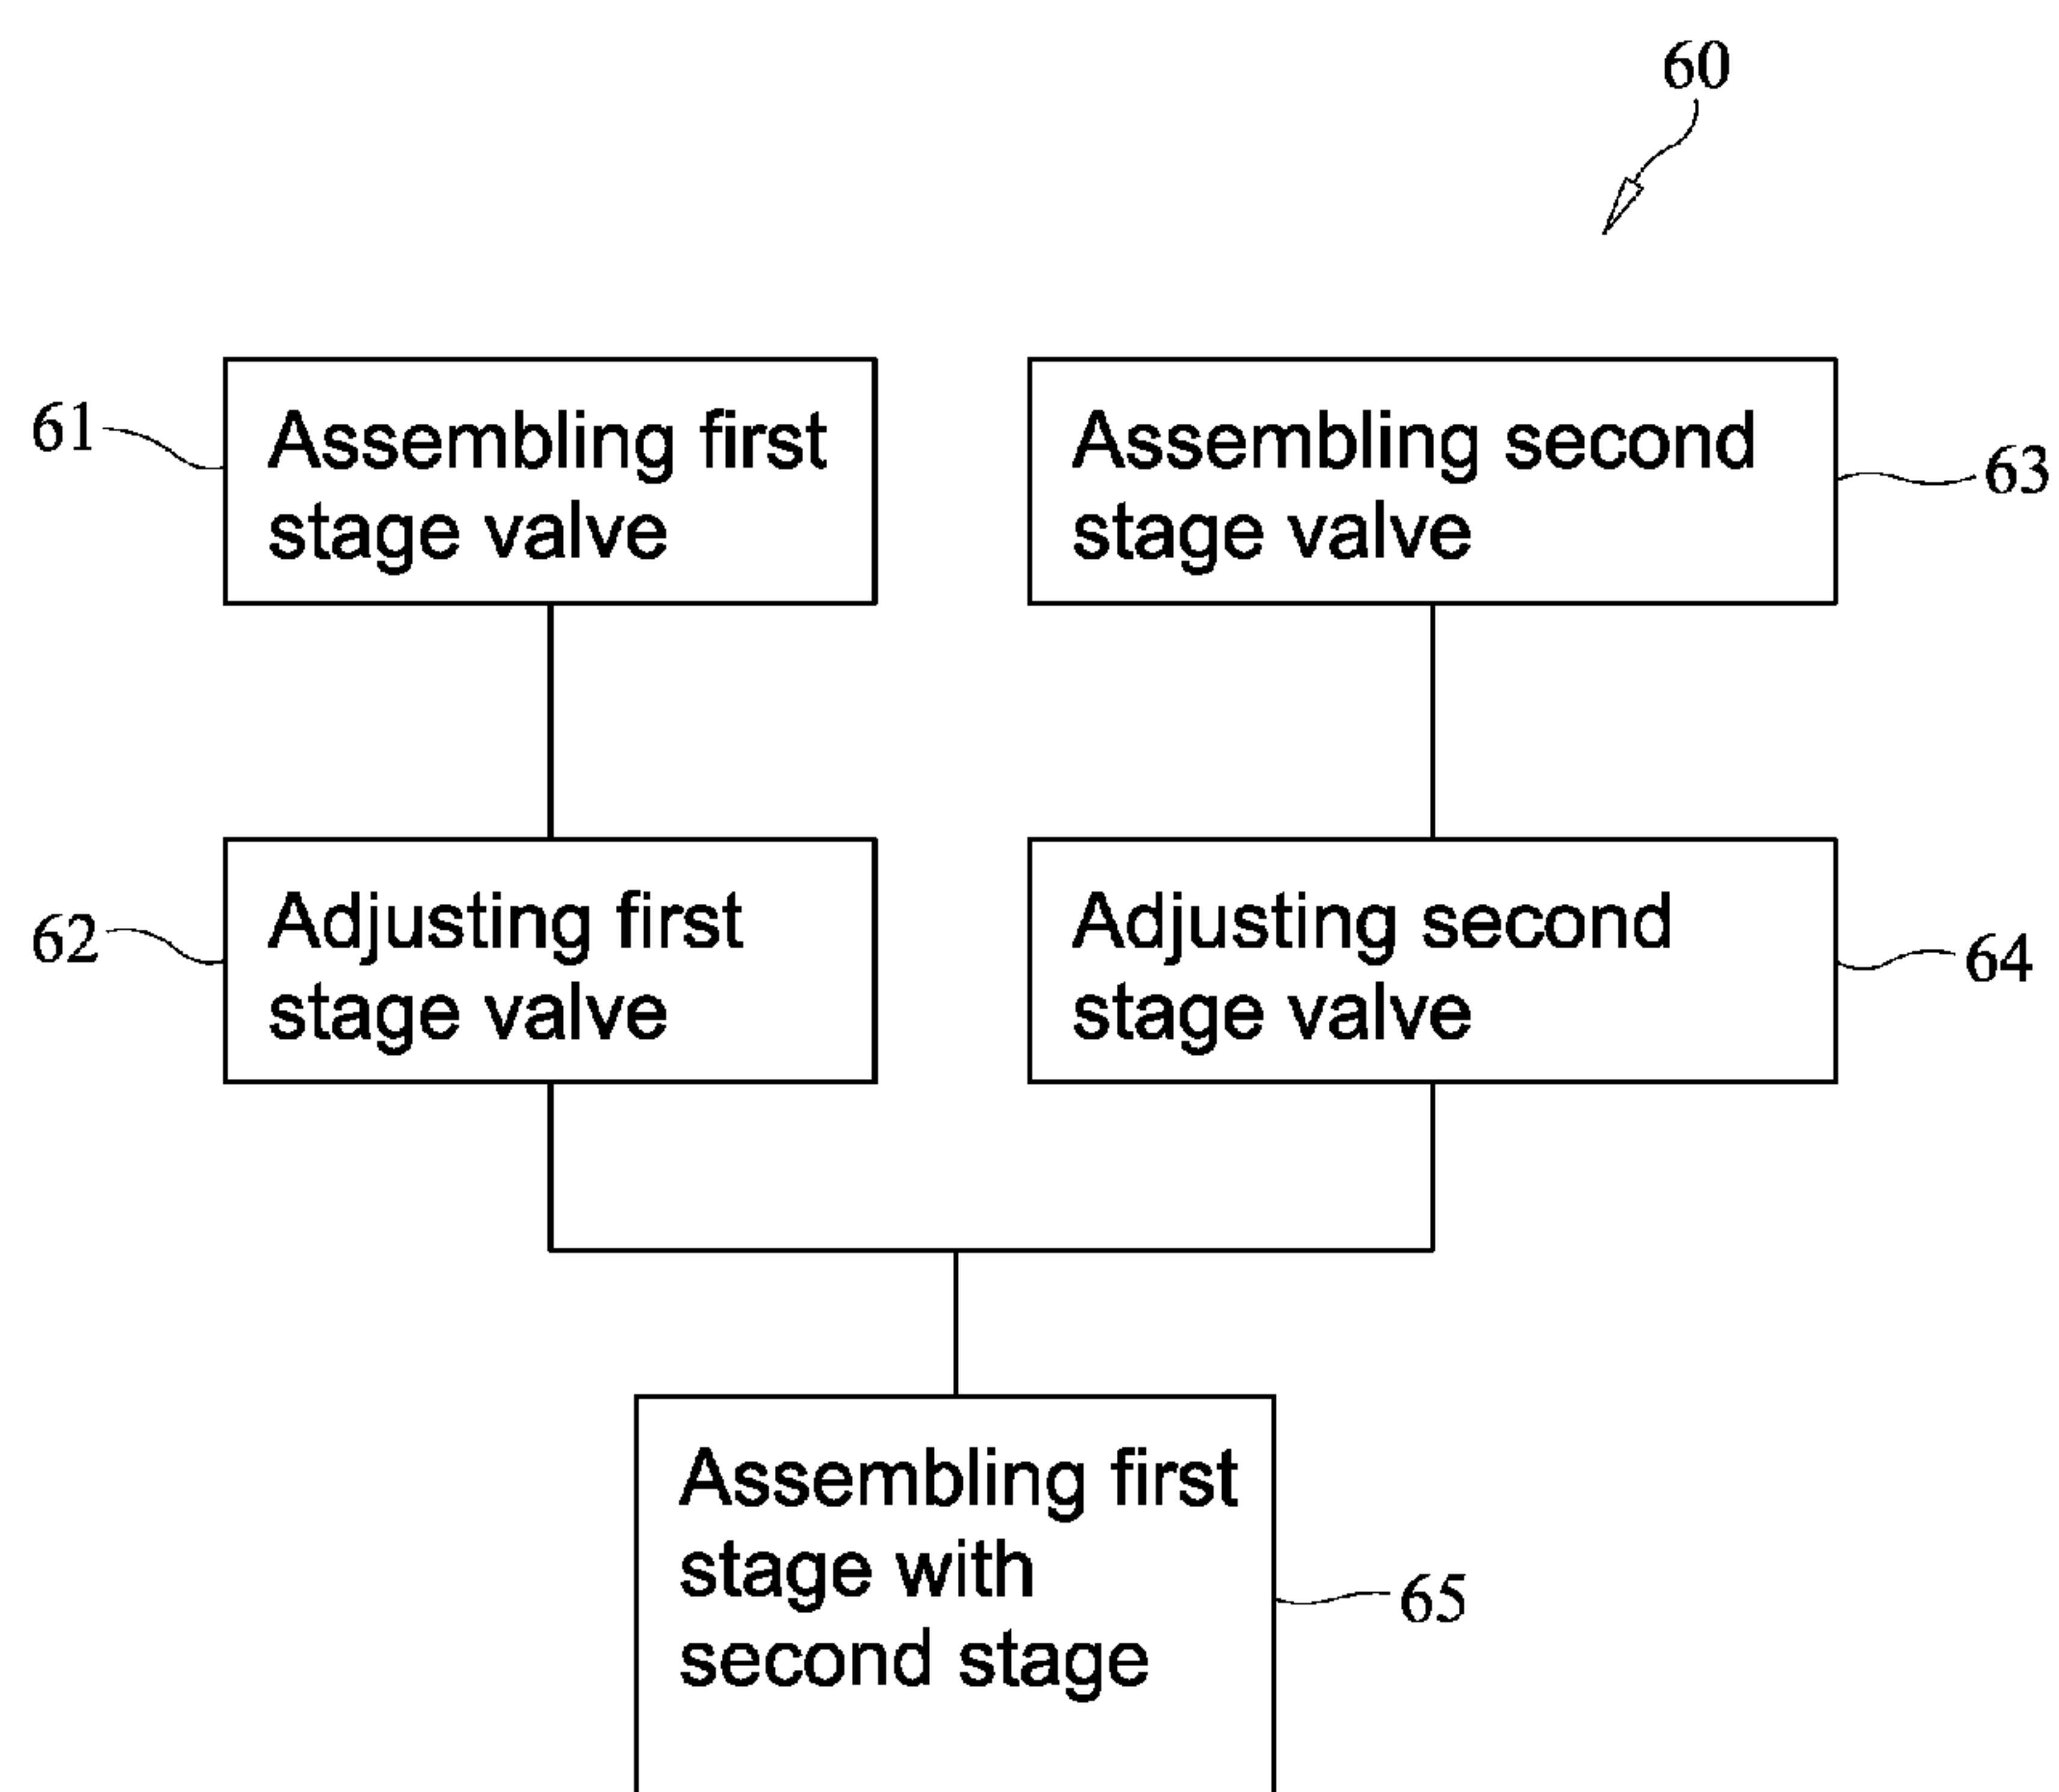 60
61
Assembling first
stage valve
Assembling second
stage valve
63
62
Adjusting first
stage valve
Adjusting second
stage valve
64
Assembling first
stage with
second stage
65